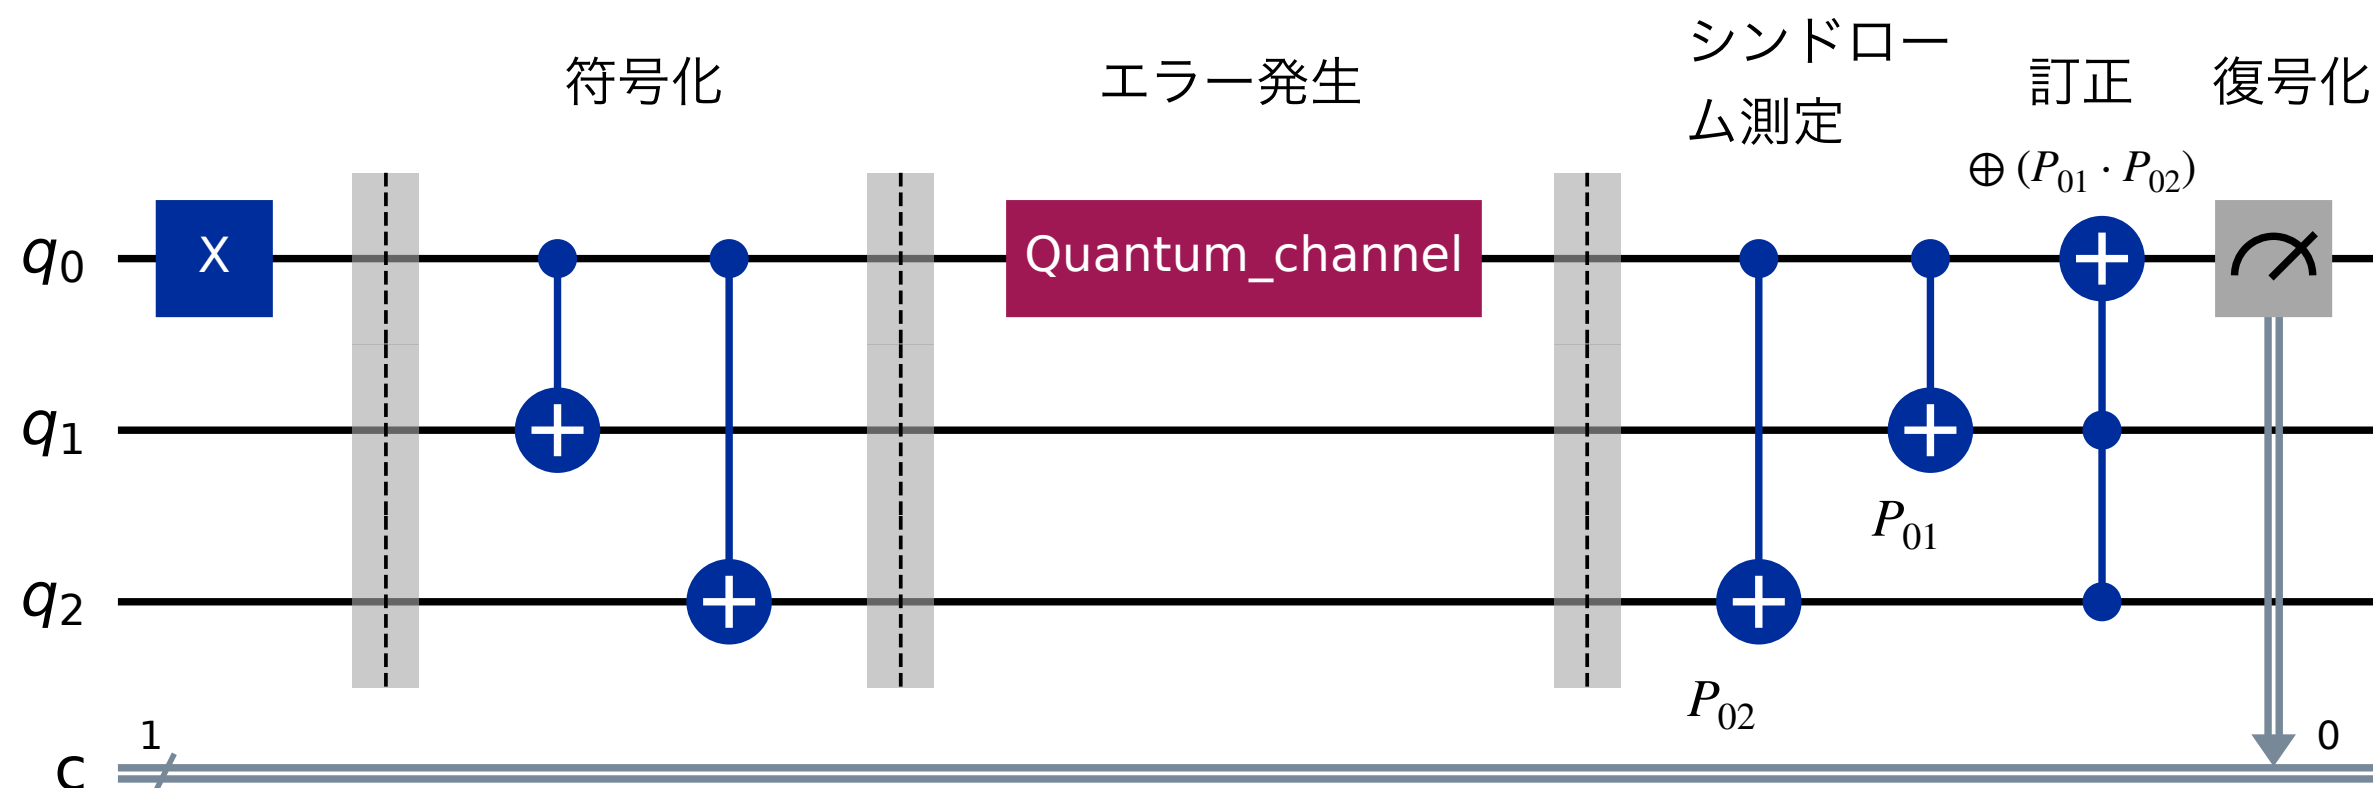 符号化
エラー発生
シンドロー
ム測定
訂正
復号化
⊕ (P₀₁ · P₀₂)
q₀
X
Quantum_channel
q₁
P₀₁
q₂
P₀₂
1
0
c